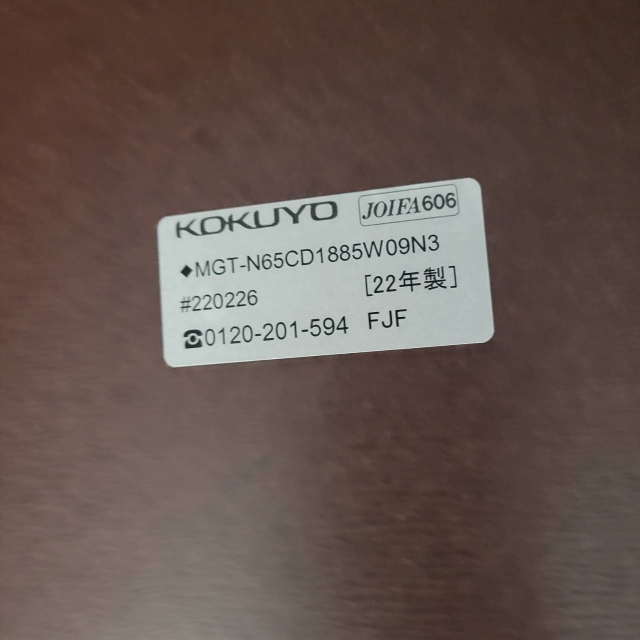 KOKUYO JOIFA606
◆MGT-N65CD1885W09N3
#220226 [22年製]
☎0120-201-594 FJF